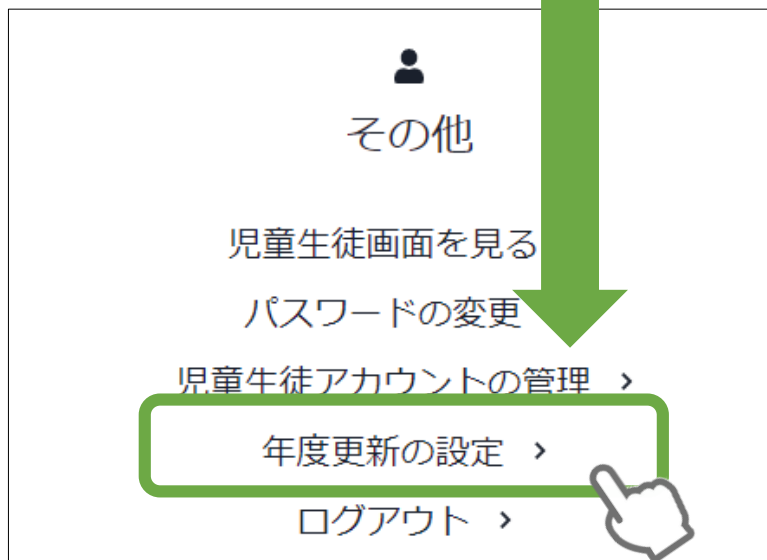 その他
児童生徒画面を見る
パスワードの変更
児童生徒アカウントの管理 ›
年度更新の設定 ›
ログアウト ›